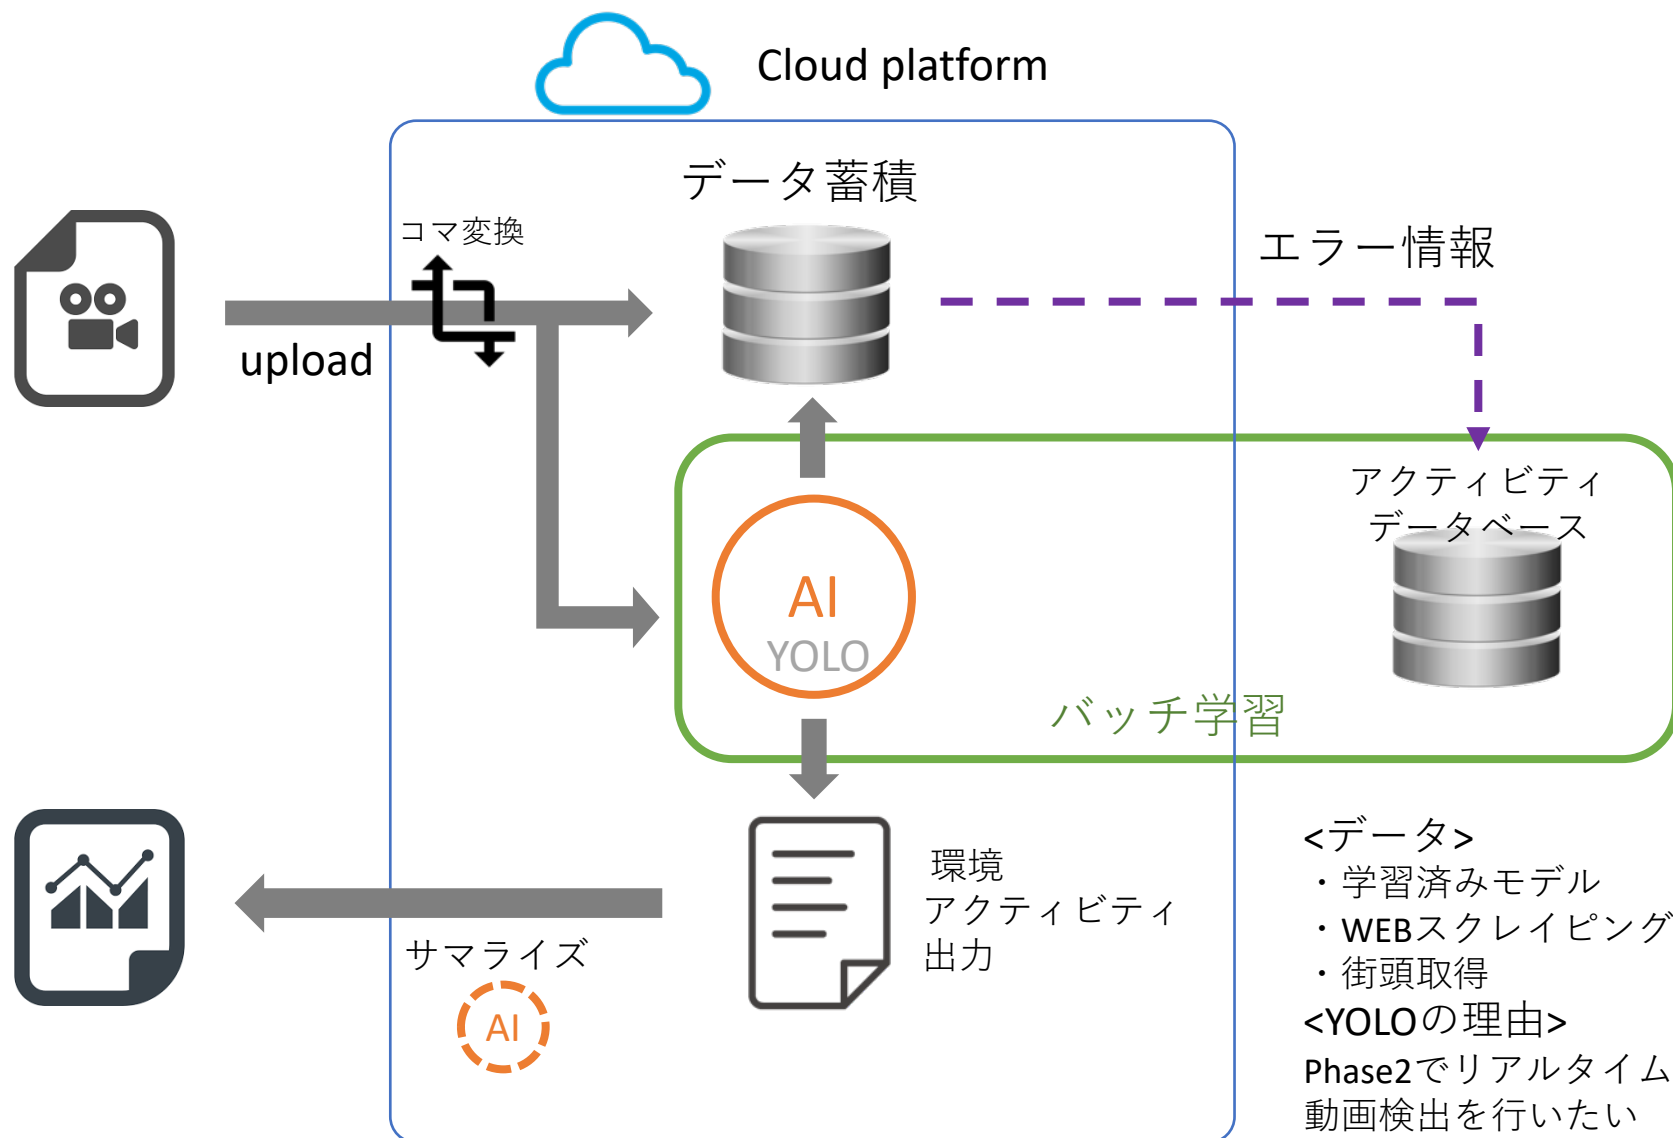 Cloud platform
データ蓄積
コマ変換
エラー情報
upload
アクティビティ
データベース
AI
YOLO
バッチ学習
環境
アクティビティ
出力
サマライズ
AI
<データ>
・学習済みモデル
・WEBスクレイピング
・街頭取得
<YOLOの理由>
Phase2でリアルタイム
動画検出を行いたい